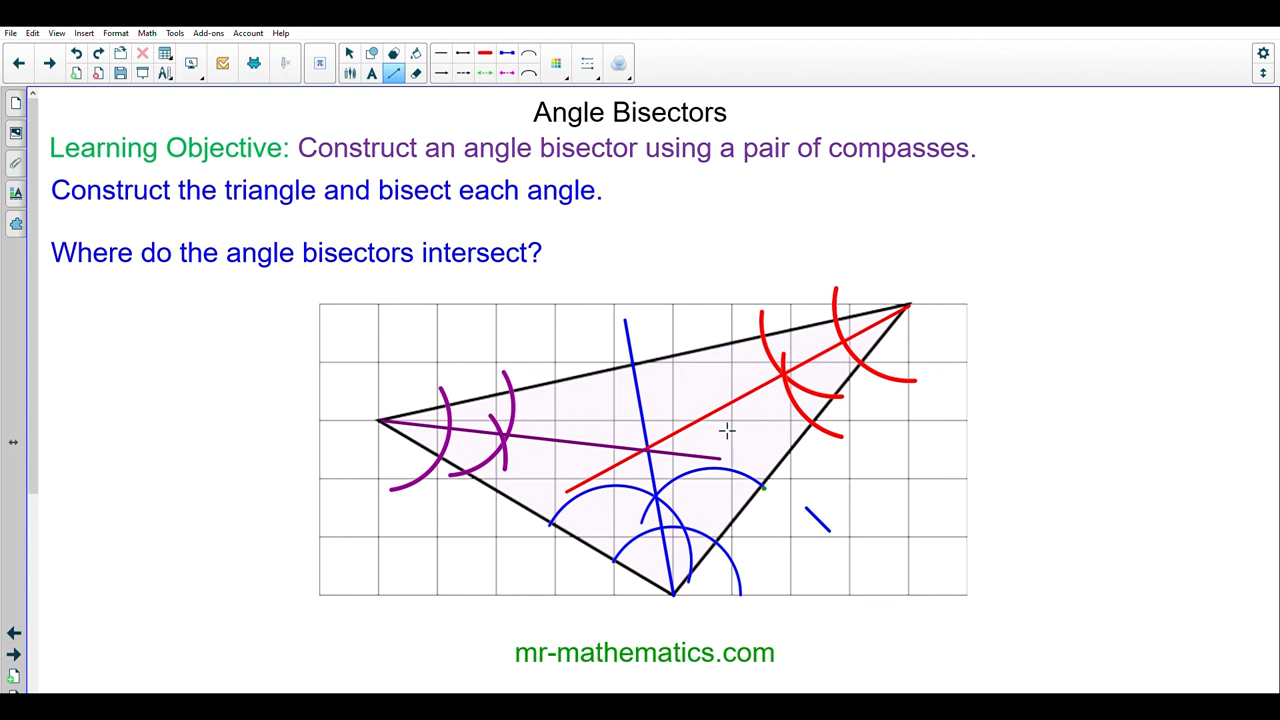 File Edit View Insert Format Math Tools Add-ons Account Help
A
π
Angle Bisectors
Learning Objective: Construct an angle bisector using a pair of compasses.
Construct the triangle and bisect each angle.
Where do the angle bisectors intersect?
mr-mathematics.com